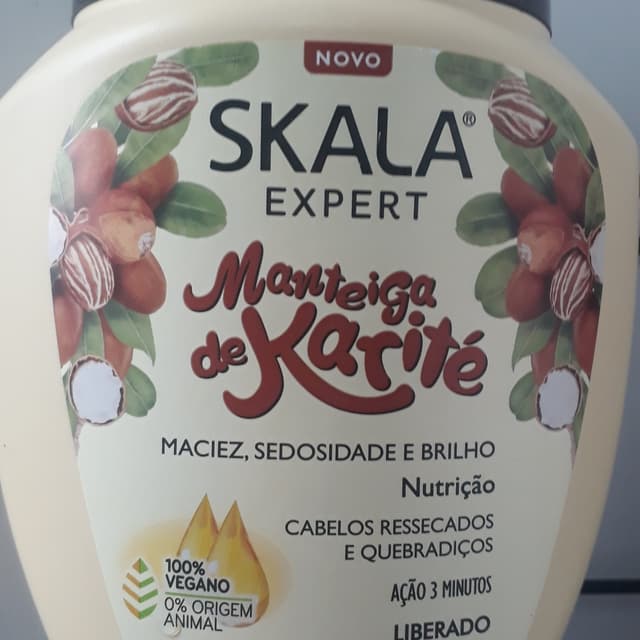 NOVO
SKALA®
EXPERT
Manteiga
de Karité
MACIEZ, SEDOSIDADE E BRILHO
Nutrição
CABELOS RESSECADOS
E QUEBRADIÇOS
AÇÃO 3 MINUTOS
LIBERADO
100%
VEGANO
0% ORIGEM
ANIMAL